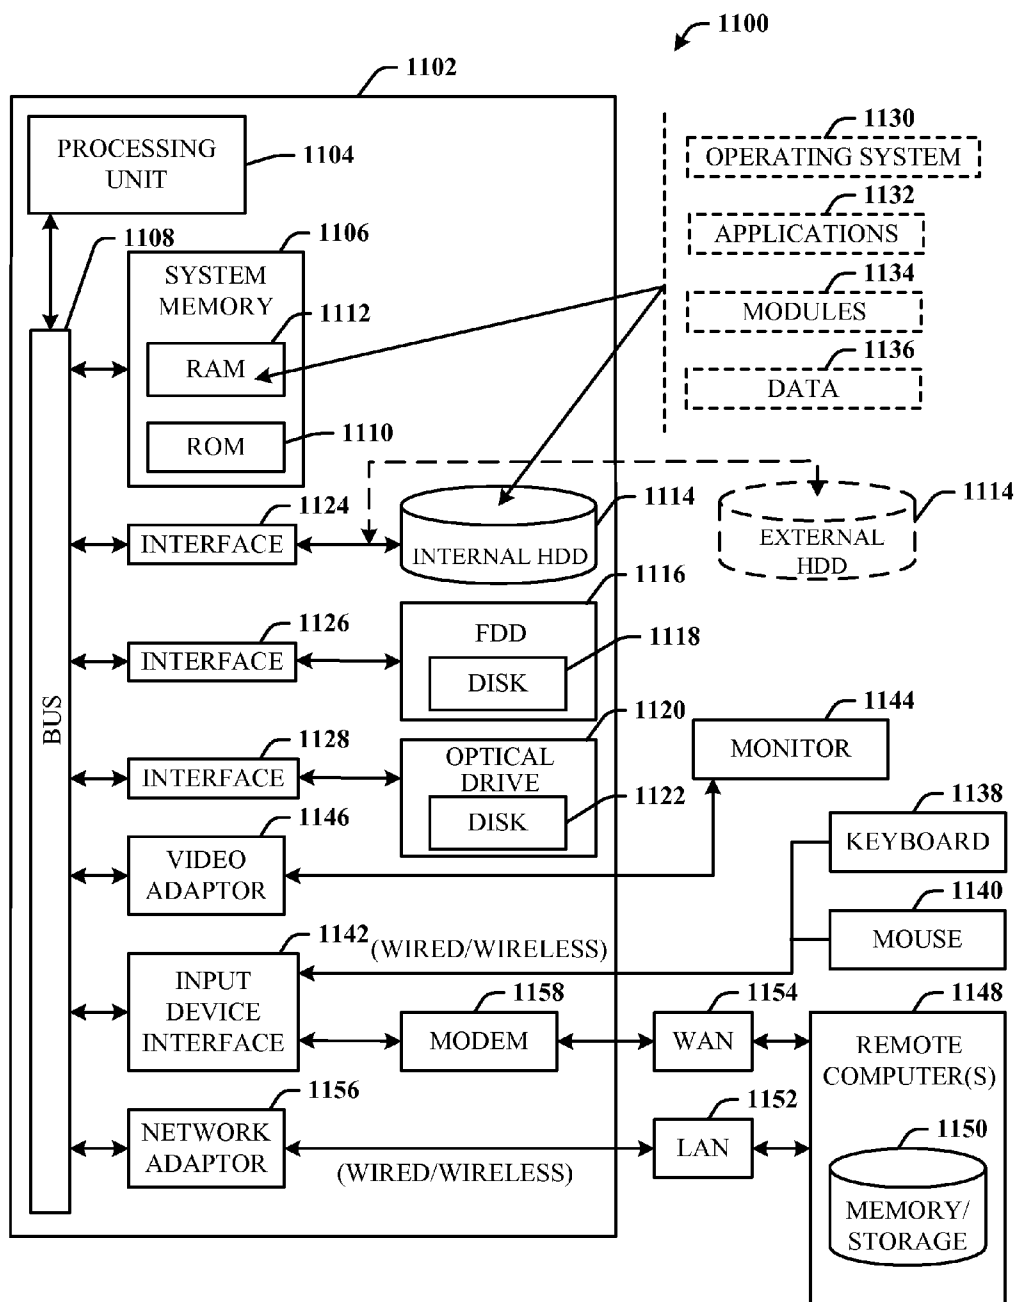 1100
1102
PROCESSING
UNIT
1104
1130
OPERATING SYSTEM
1132
APPLICATIONS
1134
MODULES
1136
DATA
1108
1106
SYSTEM
MEMORY
1112
RAM
1110
ROM
BUS
1124
INTERFACE
1114
INTERNAL HDD
1114
EXTERNAL
HDD
1126
INTERFACE
1116
FDD
1118
DISK
1128
INTERFACE
1120
OPTICAL
DRIVE
1122
DISK
1144
MONITOR
1146
VIDEO
ADAPTOR
1138
KEYBOARD
1140
MOUSE
1142
(WIRED/WIRELESS)
INPUT
DEVICE
INTERFACE
1158
MODEM
1154
WAN
1148
REMOTE
COMPUTER(S)
1156
NETWORK
ADAPTOR
(WIRED/WIRELESS)
1152
LAN
1150
MEMORY/
STORAGE